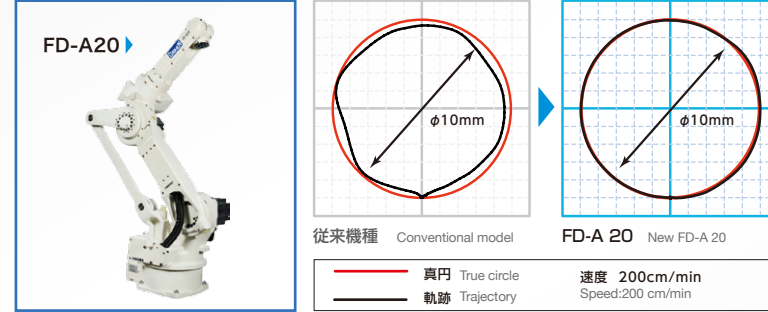 FD-A20
φ10mm
φ10mm
従来機種 Conventional model
FD-A 20 New FD-A 20
真円 True circle
軌跡 Trajectory
速度 200cm/min
Speed:200 cm/min